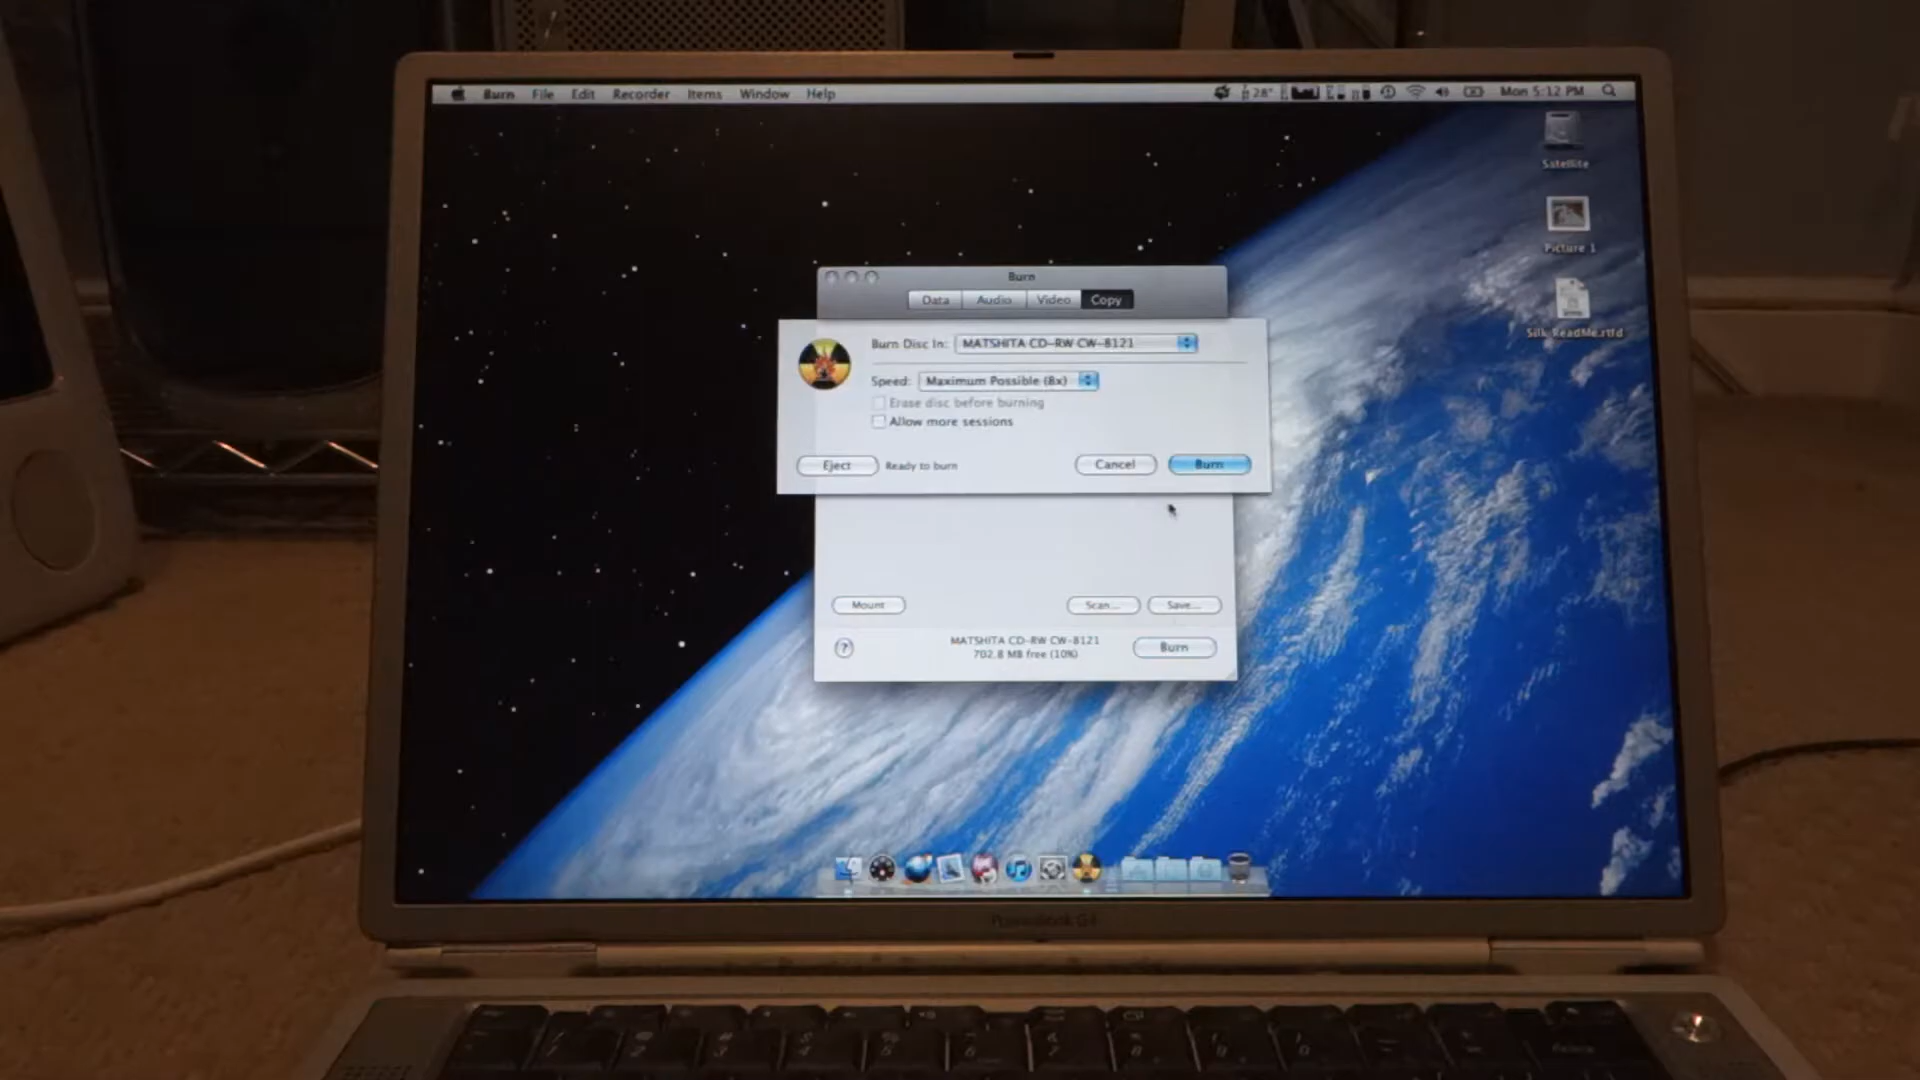 Burn File Edit Recorder Items Window Help
28° Mon 5:12 PM
Satellite
Picture 1
Silk ReadMe.rtfd
Burn
Data Audio Video Copy
Burn Disc In: MATSHITA CD-RW CW-8121
Speed: Maximum Possible (8x)
Erase disc before burning
Allow more sessions
Eject Ready to burn Cancel Burn
Mount Scan... Save...
MATSHITA CD-RW CW-8121
702.8 MB free (10%)
? Burn
PowerBook G4